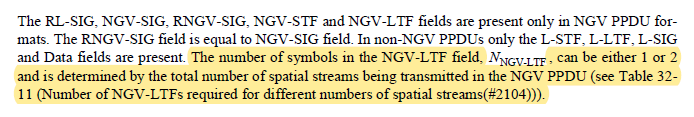 The RL-SIG, NGV-SIG, RNGV-SIG, NGV-STF and NGV-LTF fields are present only in NGV PPDU for-
mats. The RNGV-SIG field is equal to NGV-SIG field. In non-NGV PPDUs only the L-STF, L-LTF, L-SIG
and Data fields are present. The number of symbols in the NGV-LTF field, N_NGV-LTF, can be either 1 or 2
and is determined by the total number of spatial streams being transmitted in the NGV PPDU (see Table 32-
11 (Number of NGV-LTFs required for different numbers of spatial streams(#2104))).